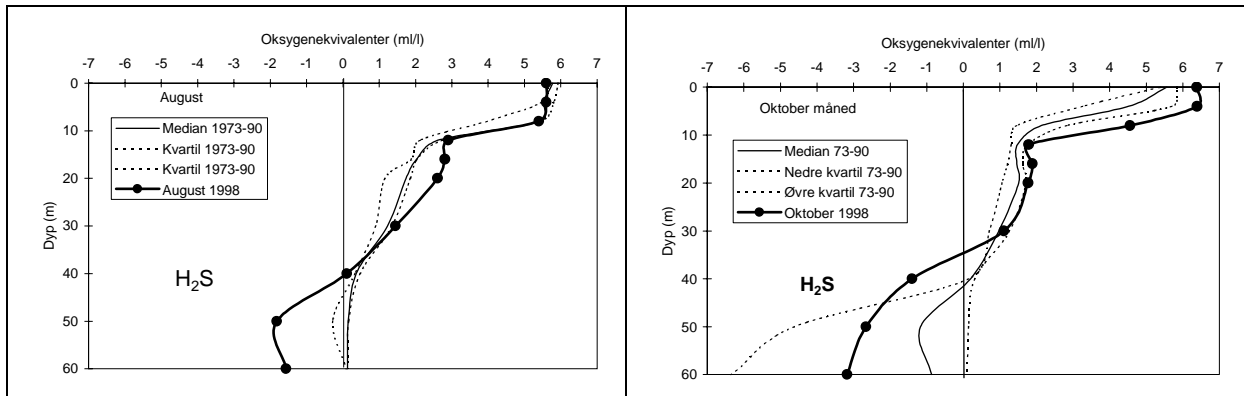 Oksygenekvivalenter (ml/l)
-7 -6 -5 -4 -3 -2 -1 0 1 2 3 4 5 6 7
0
10
20
30
40
50
60
Dyp (m)
August
Median 1973-90
Kvartil 1973-90
Kvartil 1973-90
August 1998
H2S
Oksygenekvivalenter (ml/l)
-7 -6 -5 -4 -3 -2 -1 0 1 2 3 4 5 6 7
0
10
20
30
40
50
60
Dyp (m)
Oktober måned
Median 73-90
Nedre kvartil 73-90
Øvre kvartil 73-90
Oktober 1998
H2S